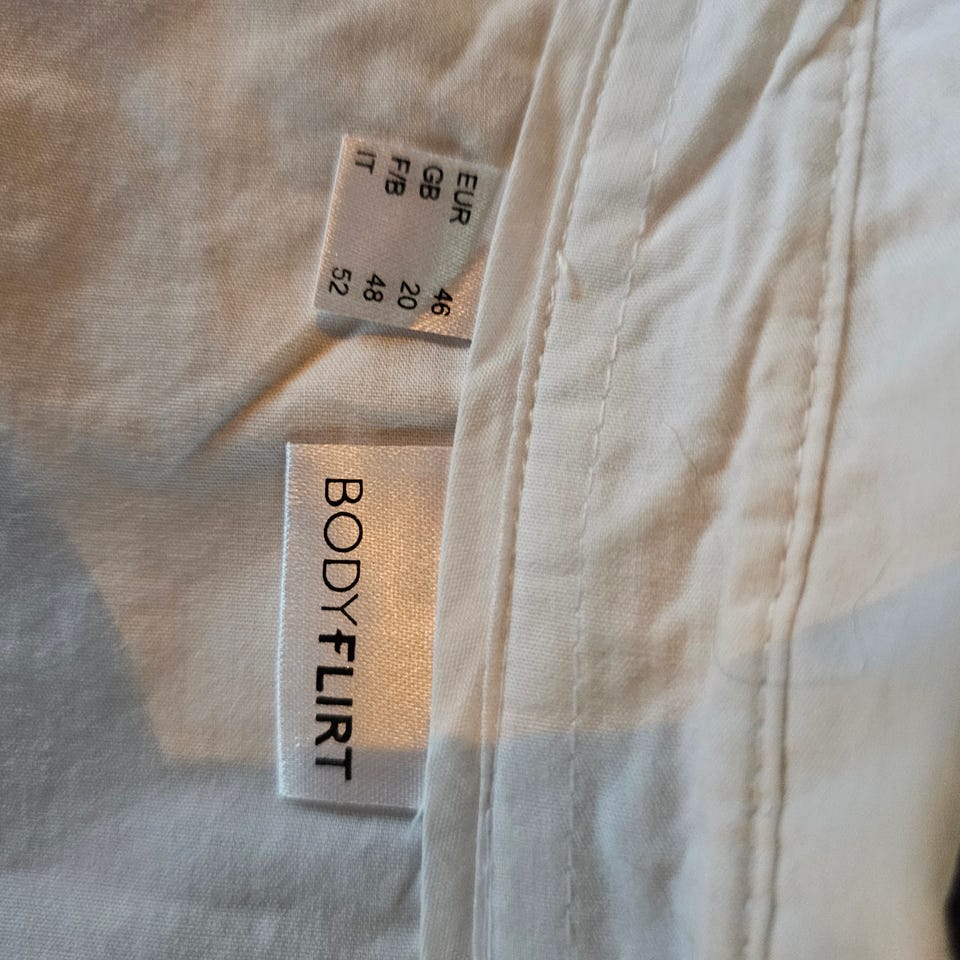 EUR 46
GB 20
F/B 48
IT 52
BODYFLIRT